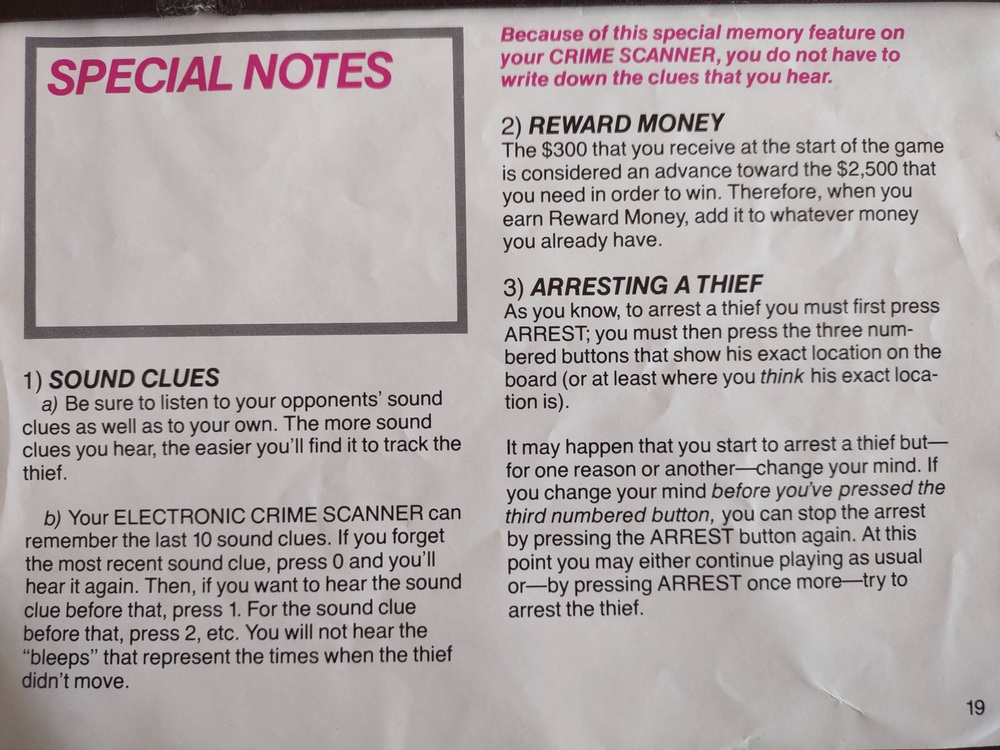 SPECIAL NOTES
1) SOUND CLUES
a) Be sure to listen to your opponents' sound
clues as well as to your own. The more sound
clues you hear, the easier you'll find it to track the
thief.
b) Your ELECTRONIC CRIME SCANNER can
remember the last 10 sound clues. If you forget
the most recent sound clue, press 0 and you'll
hear it again. Then, if you want to hear the sound
clue before that, press 1. For the sound clue
before that, press 2, etc. You will not hear the
“bleeps” that represent the times when the thief
didn't move.
Because of this special memory feature on
your CRIME SCANNER, you do not have to
write down the clues that you hear.
2) REWARD MONEY
The $300 that you receive at the start of the game
is considered an advance toward the $2,500 that
you need in order to win. Therefore, when you
earn Reward Money, add it to whatever money
you already have.
3) ARRESTING A THIEF
As you know, to arrest a thief you must first press
ARREST; you must then press the three num-
bered buttons that show his exact location on the
board (or at least where you think his exact loca-
tion is).
It may happen that you start to arrest a thief but—
for one reason or another—change your mind. If
you change your mind before you've pressed the
third numbered button, you can stop the arrest
by pressing the ARREST button again. At this
point you may either continue playing as usual
or—by pressing ARREST once more—try to
arrest the thief.
19